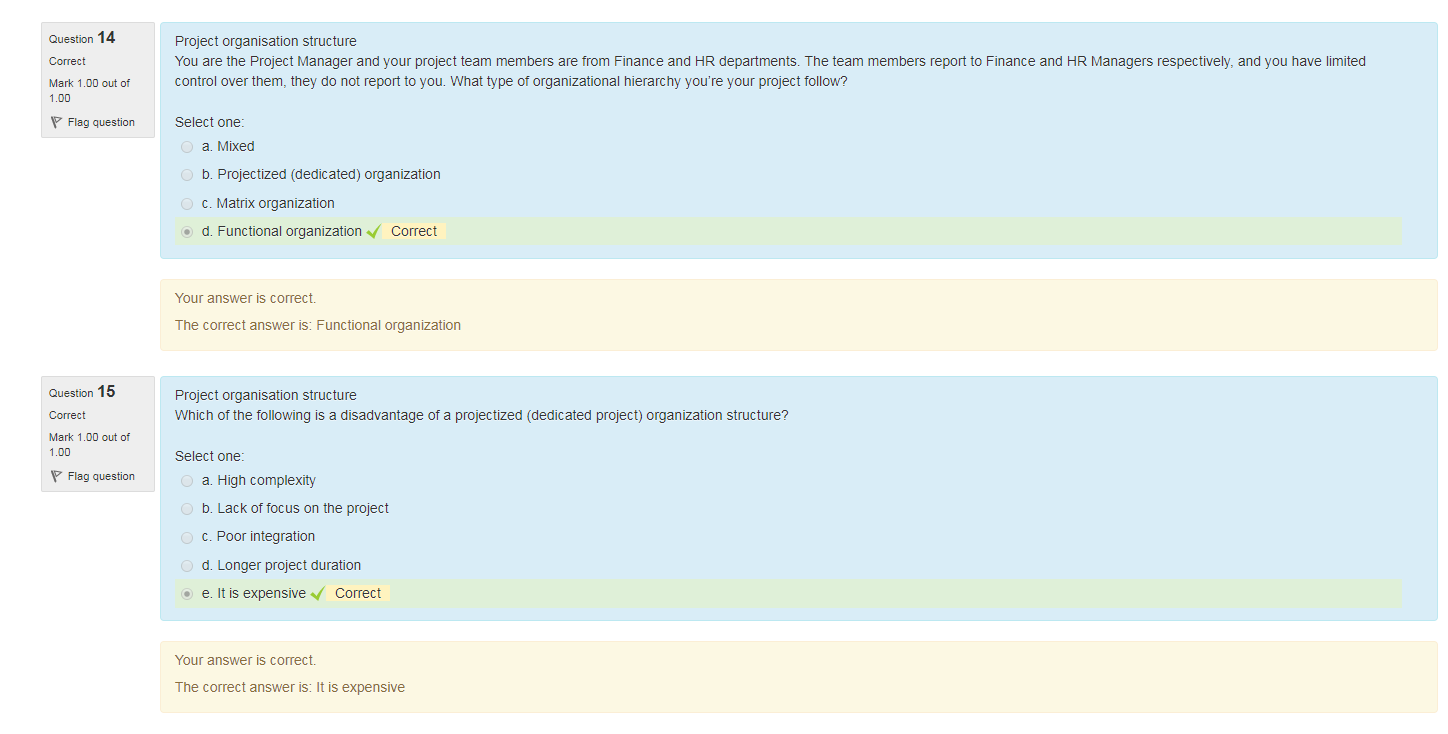 Question 14
Correct
Mark 1.00 out of
1.00
Flag question
Project organisation structure
You are the Project Manager and your project team members are from Finance and HR departments. The team members report to Finance and HR Managers respectively, and you have limited
control over them, they do not report to you. What type of organizational hierarchy you're your project follow?
Select one:
a. Mixed
b. Projectized (dedicated) organization
c. Matrix organization
d. Functional organization Correct
Your answer is correct.
The correct answer is: Functional organization
Question 15
Correct
Mark 1.00 out of
1.00
Flag question
Project organisation structure
Which of the following is a disadvantage of a projectized (dedicated project) organization structure?
Select one:
a. High complexity
b. Lack of focus on the project
c. Poor integration
d. Longer project duration
e. It is expensive Correct
Your answer is correct.
The correct answer is: It is expensive